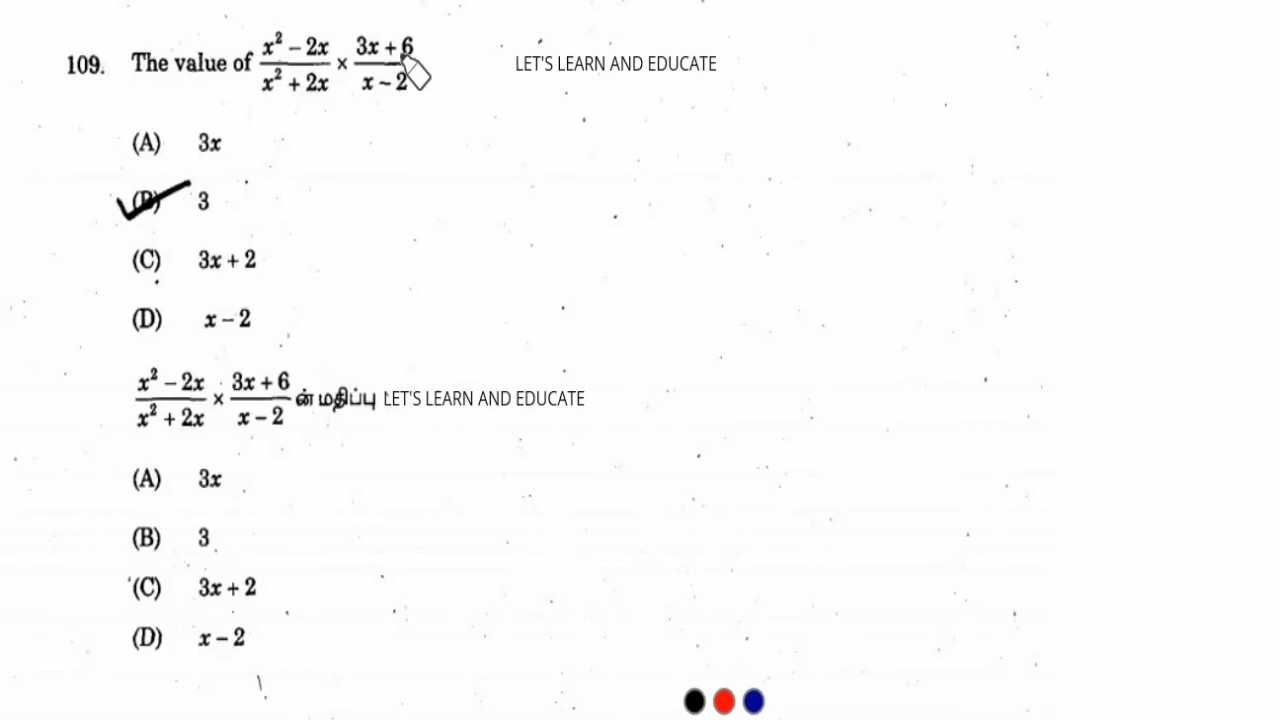 109. The value of x² – 2x / x² + 2x × 3x + 6 / x – 2 LET'S LEARN AND EDUCATE
(A) 3x
(B) 3
(C) 3x + 2
(D) x – 2
x² – 2x / x² + 2x × 3x + 6 / x – 2 ன் மதிப்பு LET'S LEARN AND EDUCATE
(A) 3x
(B) 3
(C) 3x + 2
(D) x – 2